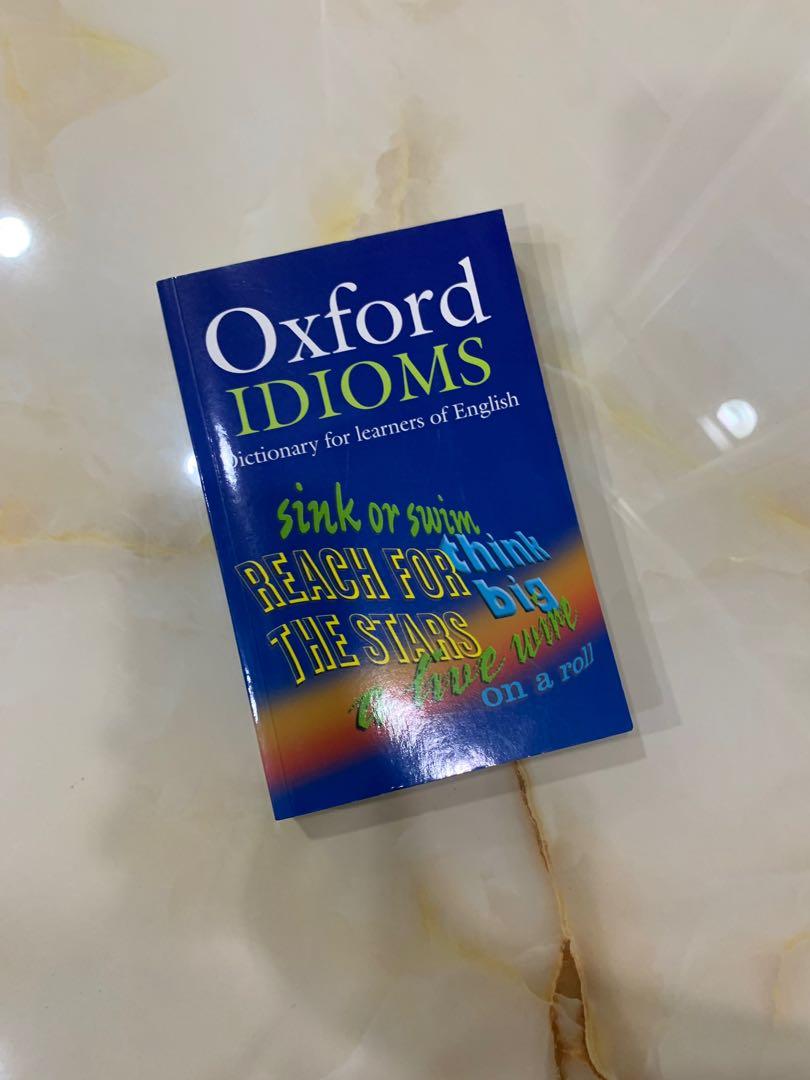 Oxford
IDIOMS
Dictionary for learners of English
sink or swim
REACH FOR
THE STARS
think
big
a live wire
on a roll